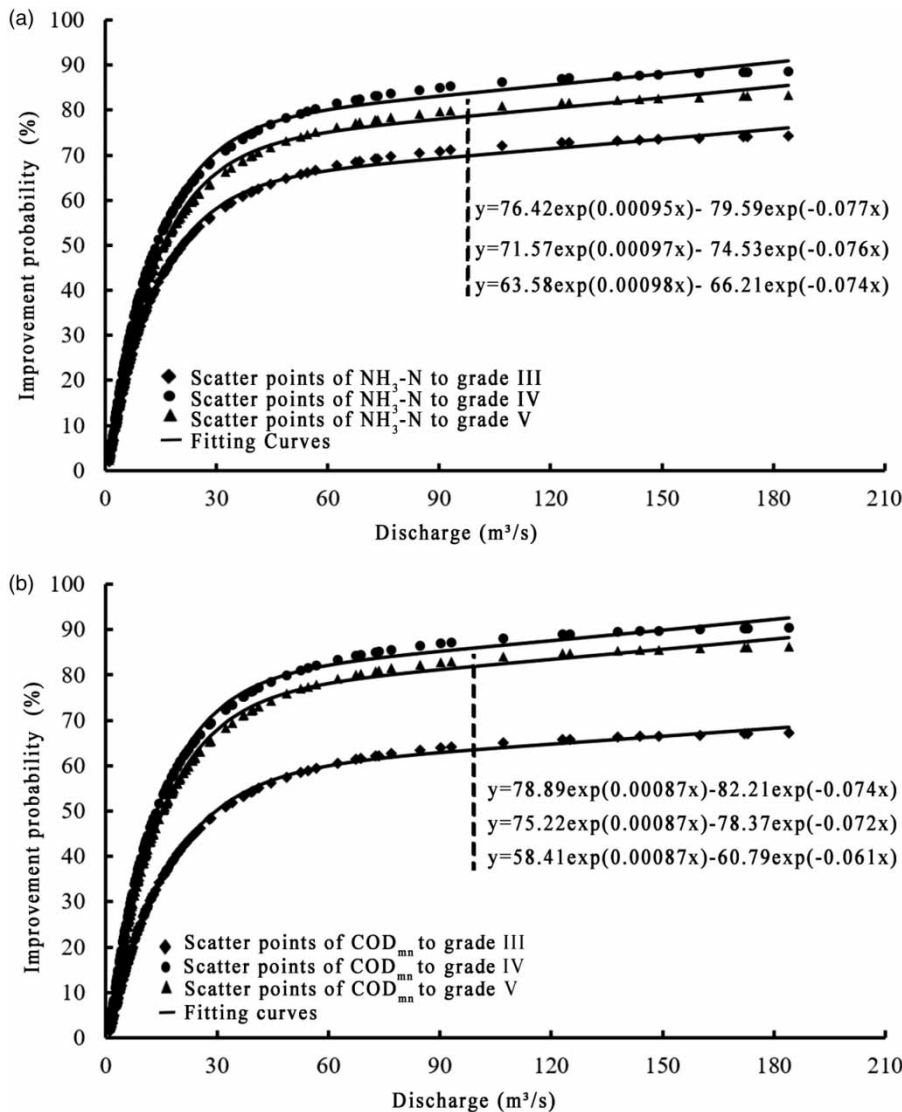 (a)
100
90
80
70
60
50
40
30
20
10
0
Improvement probability (%)
y=76.42exp(0.00095x)- 79.59exp(-0.077x)
y=71.57exp(0.00097x)- 74.53exp(-0.076x)
y=63.58exp(0.00098x)- 66.21exp(-0.074x)
Scatter points of NH₃-N to grade III
Scatter points of NH₃-N to grade IV
Scatter points of NH₃-N to grade V
Fitting Curves
0 30 60 90 120 150 180 210
Discharge (m³/s)
(b)
100
90
80
70
60
50
40
30
20
10
0
Improvement probability (%)
y=78.89exp(0.00087x)-82.21exp(-0.074x)
y=75.22exp(0.00087x)-78.37exp(-0.072x)
y=58.41exp(0.00087x)-60.79exp(-0.061x)
Scatter points of CODmn to grade III
Scatter points of CODmn to grade IV
Scatter points of CODmn to grade V
Fitting curves
0 30 60 90 120 150 180 210
Discharge (m³/s)